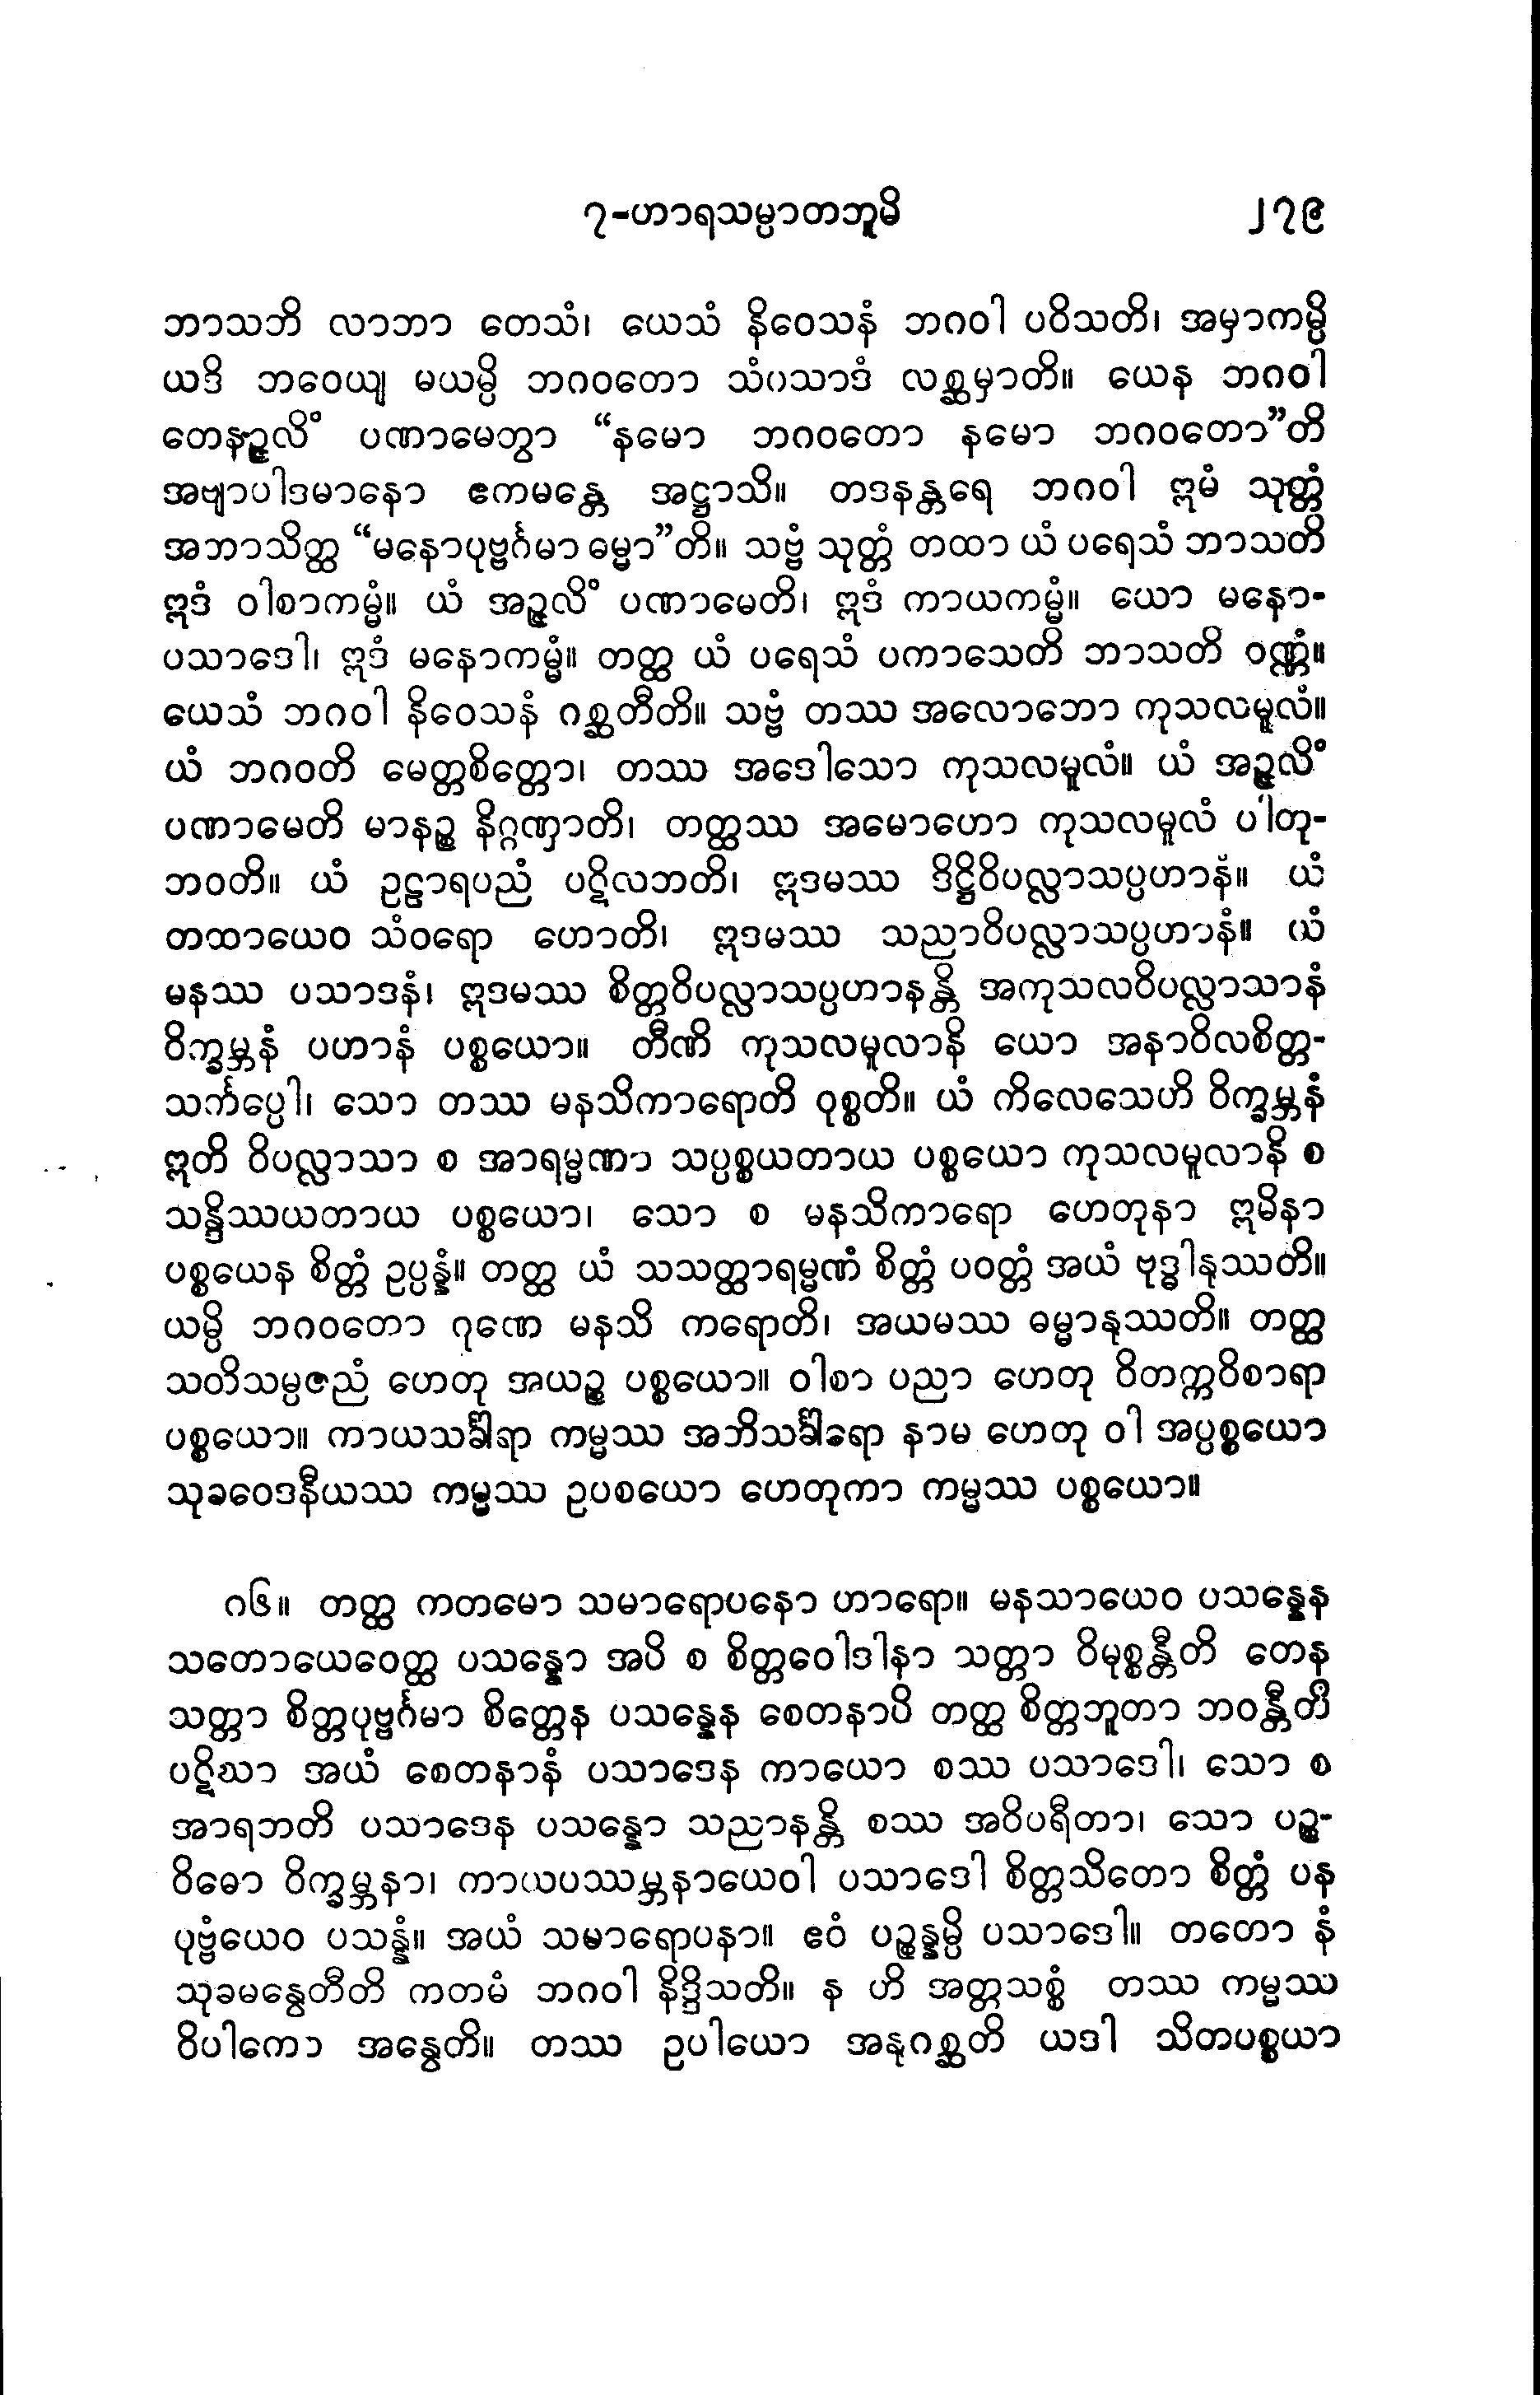 ၇-ဟာရသမ္ပာတဘူမိ ၂၇၉
ဘာသဘိ လာဘာ တေသံ၊ ယေသံ နိဝေသနံ ဘဂဝါ ပဝိသတိ၊ အမှာကမ္ပိ
ယဒိ ဘဝေယျ မယမ္ပိ ဘဂဝတော သံပသာဒံ လစ္ဆမှာတိ။ ယေန ဘဂဝါ
တေနဉ္ဇလိံ ပဏာမေတွာ “နမော ဘဂဝတော နမော ဘဂဝတော”တိ
အဗျာပါဒမာနော ဧကမန္တေ အဋ္ဌာသိ။ တဒနန္တရေ ဘဂဝါ ဣမံ သုတ္တံ
အဘာသိတ္ထ “မနောပုဗ္ဗင်္ဂမာ ဓမ္မာ”တိ။ သဗ္ဗံ သုတ္တံ တထာ ယံ ပရေသံ ဘာသတိ
ဣဒံ ဝါစာကမ္မံ။ ယံ အဉ္ဇလိံ ပဏာမေတိ၊ ဣဒံ ကာယကမ္မံ။ ယော မနော-
ပသာဒေါ၊ ဣဒံ မနောကမ္မံ။ တတ္ထ ယံ ပရေသံ ပကာသေတိ ဘာသတိ ဝဏ္ဏံ။
ယေသံ ဘဂဝါ နိဝေသနံ ဂစ္ဆတီတိ။ သဗ္ဗံ တဿ အလောဘော ကုသလမူလံ။
ယံ ဘဂဝတိ မေတ္တစိတ္တော၊ တဿ အဒေါသော ကုသလမူလံ။ ယံ အဉ္ဇလိံ
ပဏာမေတိ မာနဉ္စ နိဂ္ဂဏှာတိ၊ တတ္ထဿ အမောဟော ကုသလမူလံ ပါတု-
ဘဝတိ။ ယံ ဥဠာရပညံ ပဋိလဘတိ၊ ဣဒမဿ ဒိဋ္ဌိဝိပလ္လာသပ္ပဟာနံ။ ယံ
တထာယေဝ သံဝရော ဟောတိ၊ ဣဒမဿ သညာဝိပလ္လာသပ္ပဟာနံ။ ယံ
မနဿ ပသာဒနံ၊ ဣဒမဿ စိတ္တဝိပလ္လာသပ္ပဟာနန္တိ အကုသလဝိပလ္လာသာနံ
ဝိက္ခမ္ဘနံ ပဟာနံ ပစ္စယော။ တီဏိ ကုသလမူလာနိ ယော အနာဝိလစိတ္တ-
သင်္ကပ္ပေါ၊ သော တဿ မနသိကာရောတိ ဝုစ္စတိ။ ယံ ကိလေသေဟိ ဝိက္ခမ္ဘနံ
ဣတိ ဝိပလ္လာသာ စ အာရမ္မဏာ သပ္ပစ္စယတာယ ပစ္စယော ကုသလမူလာနိ စ
သန္ဒိဿယတာယ ပစ္စယော၊ သော စ မနသိကာရော ဟေတုနာ ဣမိနာ
ပစ္စယေန စိတ္တံ ဥပ္ပန္နံ။ တတ္ထ ယံ သသတ္ထာရမ္မဏံ စိတ္တံ ပဝတ္တံ အယံ ဗုဒ္ဓါနုဿတိ။
ယမ္ပိ ဘဂဝတော ဂုဏေ မနသိ ကရောတိ၊ အယမဿ ဓမ္မာနုဿတိ။ တတ္ထ
သတိသမ္ပဇညံ ဟေတု အယဉ္စ ပစ္စယော။ ဝါစာ ပညာ ဟေတု ဝိတက္ကဝိစာရာ
ပစ္စယော။ ကာယသင်္ခါရာ ကမ္မဿ အဘိသင်္ခါရော နာမ ဟေတု ဝါ အပ္ပစ္စယော
သုခဝေဒနီယဿ ကမ္မဿ ဥပစယော ဟေတုကာ ကမ္မဿ ပစ္စယော။
ဂ၆။ တတ္ထ ကတမော သမာရောပနော ဟာရော။ မနသာယေဝ ပသန္နေန
သတောယေဝေတ္ထ ပသန္နော အပိ စ စိတ္တဝေါဒါနာ သတ္တာ ဝိမုစ္စန္တီတိ တေန
သတ္တာ စိတ္တပုဗ္ဗင်္ဂမာ စိတ္တေန ပသန္နေန စေတနာပိ တတ္ထ စိတ္တဘူတာ ဘဝန္တီတိ
ပဋိဃာ အယံ စေတနာနံ ပသာဒေန ကာယော စဿ ပသာဒေါ၊ သော စ
အာရဘတိ ပသာဒေန ပသန္နော သညာနန္တိ စဿ အဝိပရီတာ၊ သော ပဉ္စ-
ဝိဓော ဝိက္ခမ္ဘနာ၊ ကာယပဿမ္ဘနာယေဝါ ပသာဒေါ စိတ္တသိတော စိတ္တံ ပန
ပုဗ္ဗံယေဝ ပသန္နံ။ အယံ သမာရောပနာ။ ဧဝံ ပဉ္စန္နမ္ပိ ပသာဒေါ။ တတော နံ
သုခမနွေတီတိ ကတမံ ဘဂဝါ နိဒ္ဒိသတိ။ န ဟိ အတ္တသစ္စံ တဿ ကမ္မဿ
ဝိပါကော အနွေတိ။ တဿ ဥပါယော အနုဂစ္ဆတိ ယဒါ သိတပစ္စယာ